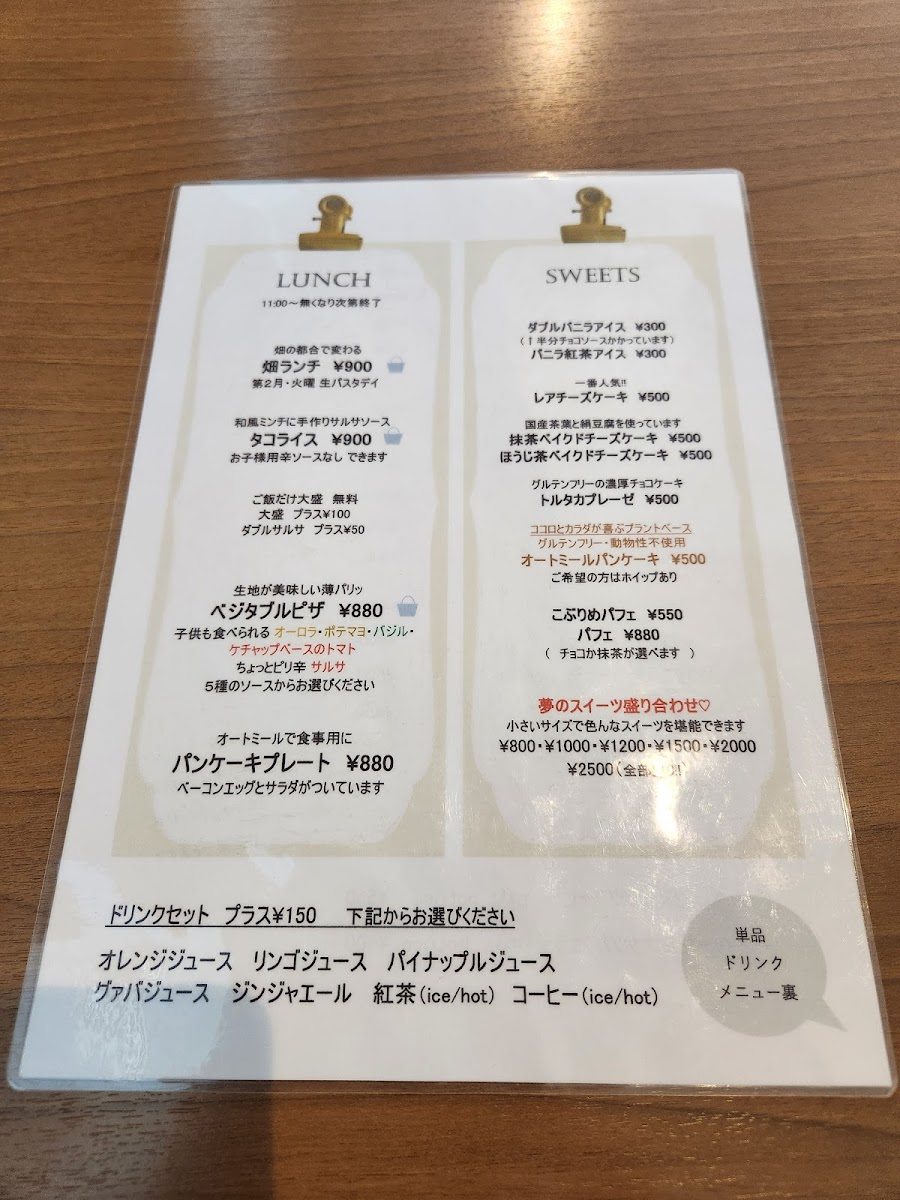 LUNCH
11:00～無くなり次第終了
畑の都合で変わる
畑ランチ ¥900
第2月・火曜 生パスタデイ
和風ミンチに手作りサルサソース
タコライス ¥900
お子様用辛ソースなし できます
ご飯だけ大盛 無料
大盛 プラス¥100
ダブルサルサ プラス¥50
生地が美味しい薄パリッ
ベジタブルピザ ¥880
子供も食べられる オーロラ・ポテマヨ・バジル・
ケチャップベースのトマト
ちょっとピリ辛 サルサ
5種のソースからお選びください
オートミールで食事用に
パンケーキプレート ¥880
ベーコンエッグとサラダがついています
SWEETS
ダブルバニラアイス ¥300
(↑半分チョコソースかかっています)
バニラ紅茶アイス ¥300
一番人気!!
レアチーズケーキ ¥500
国産茶葉と絹豆腐を使っています
抹茶ベイクドチーズケーキ ¥500
ほうじ茶ベイクドチーズケーキ ¥500
グルテンフリーの濃厚チョコケーキ
トルタカプレーゼ ¥500
ココロとカラダが喜ぶプラントベース
グルテンフリー・動物性不使用
オートミールパンケーキ ¥500
ご希望の方はホイップあり
こぶりめパフェ ¥550
パフェ ¥880
( チョコか抹茶が選べます )
夢のスイーツ盛り合わせ♡
小さいサイズで色んなスイーツを堪能できます
¥800・¥1000・¥1200・¥1500・¥2000
¥2500(全部
ドリンクセット プラス¥150 下記からお選びください
オレンジジュース リンゴジュース パイナップルジュース
グァバジュース ジンジャエール 紅茶(ice/hot) コーヒー(ice/hot)
単品
ドリンク
メニュー裏